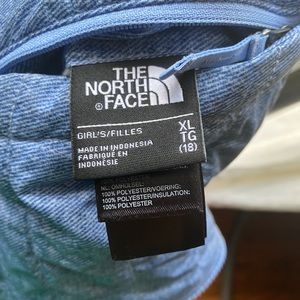 THE
NORTH
FACE
GIRL'S/FILLES
XL
TG
(18)
MADE IN INDONESIA
FABRIQUÉ EN
INDONÉSIE
100% POLYESTER/VOERING:
100% POLYESTER/INSULATION:
100% POLYESTER